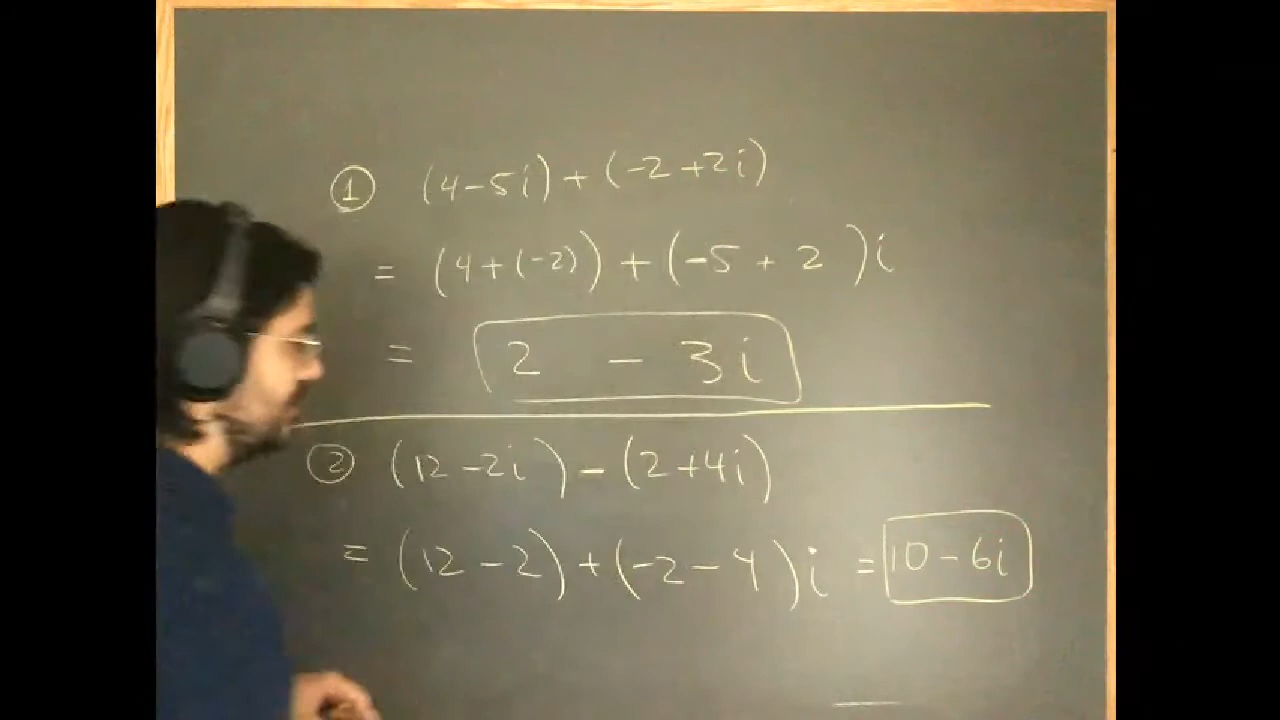 ① (4-5i)+(-2+2i)
= (4+(-2))+(-5+2)i
= 2 - 3i
② (12-2i)-(2+4i)
= (12-2)+(-2-4)i = 10-6i